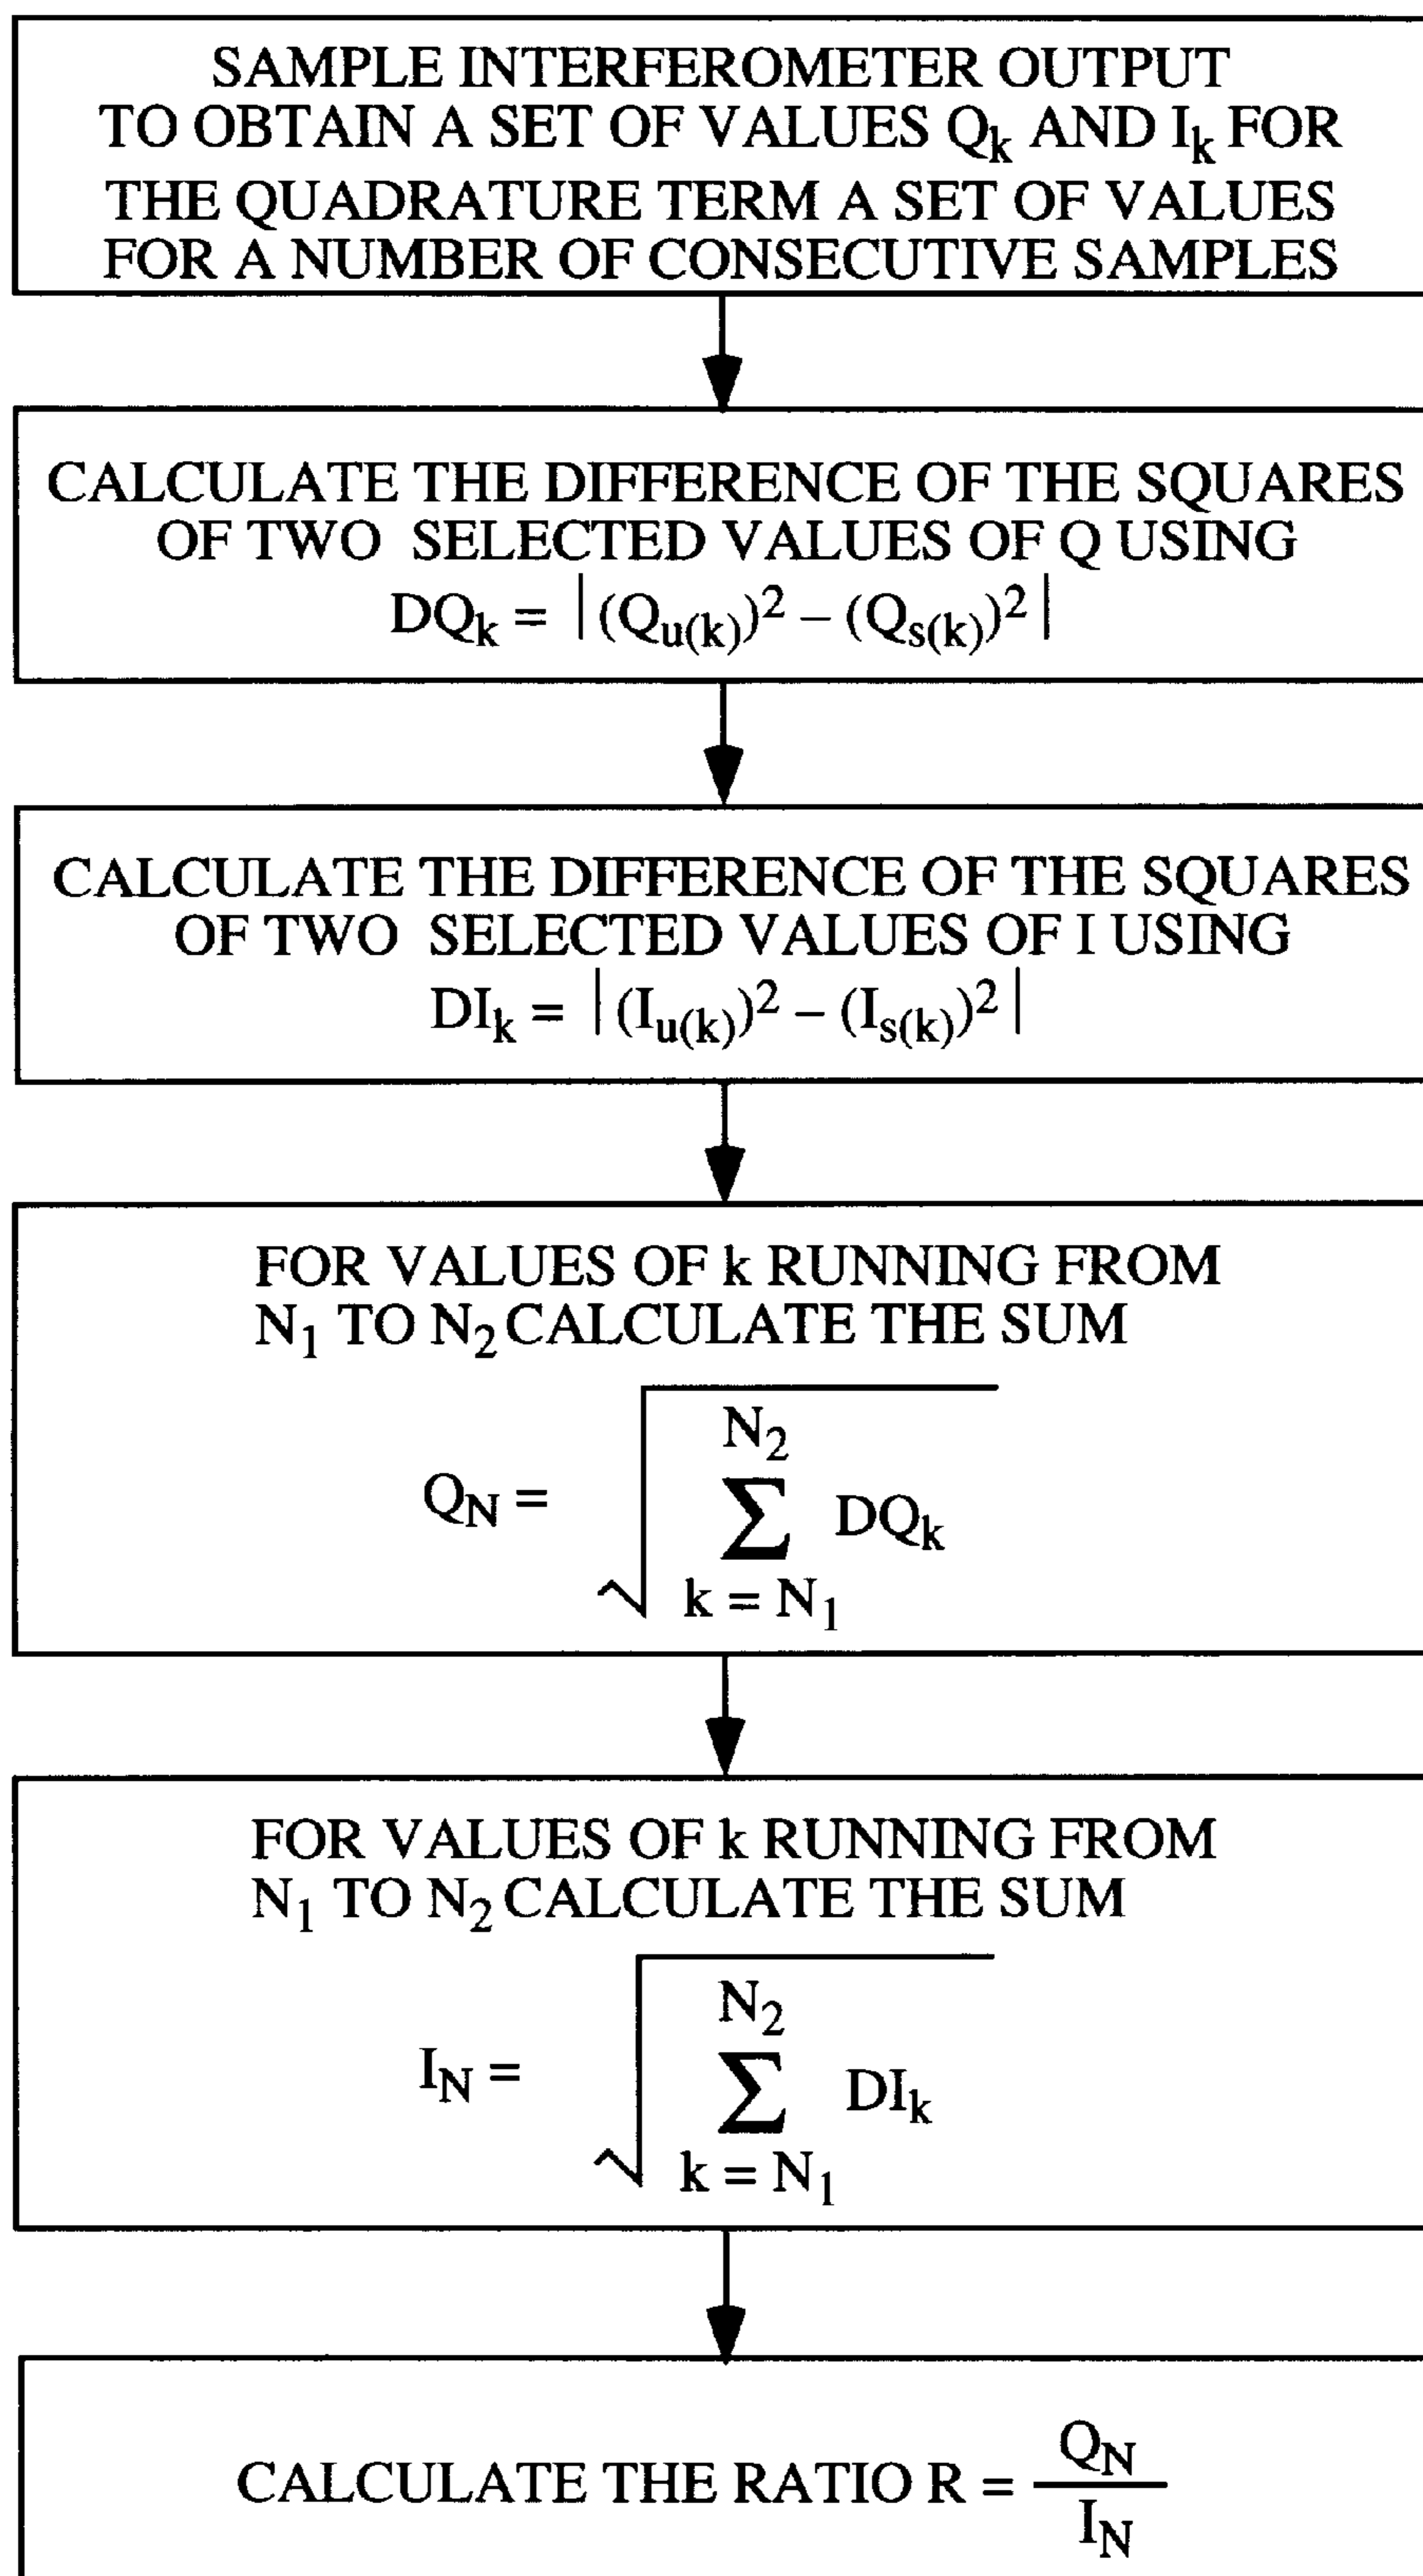 SAMPLE INTERFEROMETER OUTPUT
TO OBTAIN A SET OF VALUES Qk AND Ik FOR
THE QUADRATURE TERM A SET OF VALUES
FOR A NUMBER OF CONSECUTIVE SAMPLES
CALCULATE THE DIFFERENCE OF THE SQUARES
OF TWO SELECTED VALUES OF Q USING
DQk = |(Qu(k))2 – (Qs(k))2|
CALCULATE THE DIFFERENCE OF THE SQUARES
OF TWO SELECTED VALUES OF I USING
DIk = |(Iu(k))2 – (Is(k))2|
FOR VALUES OF k RUNNING FROM
N1 TO N2 CALCULATE THE SUM
N2
QN = √ Σ DQk
k = N1
FOR VALUES OF k RUNNING FROM
N1 TO N2 CALCULATE THE SUM
N2
IN = √ Σ DIk
k = N1
CALCULATE THE RATIO R = QN
IN